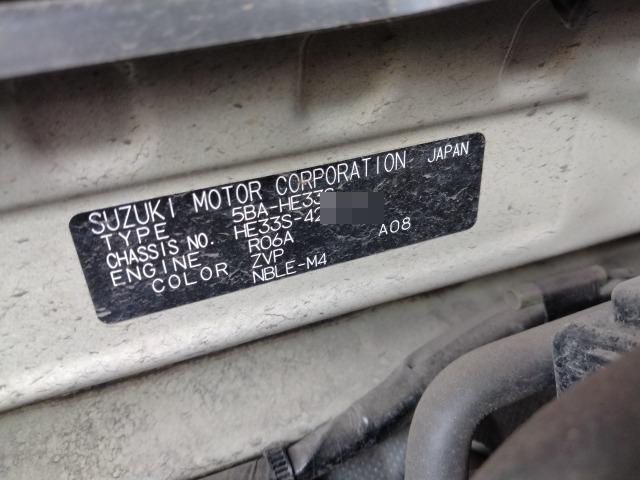 SUZUKI MOTOR CORPORATION JAPAN
TYPE 5BA-HE33S
CHASSIS NO. HE33S-42
ENGINE R06A A08
COLOR ZVP
NBLE-M4